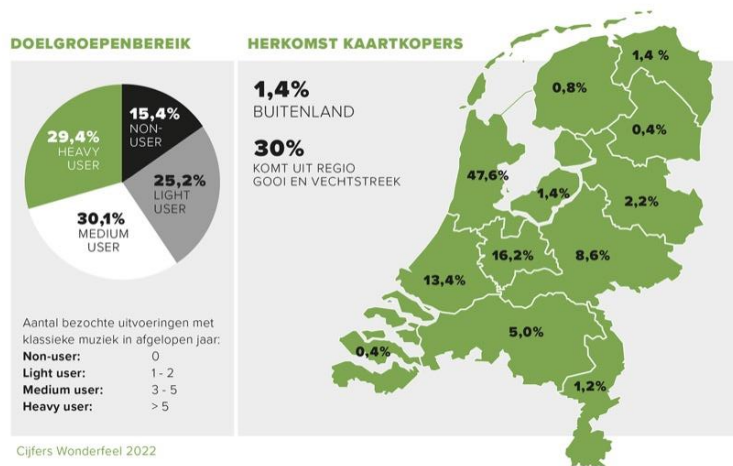 DOELGROEPENBEREIK
15,4%
NON-
USER
29,4%
HEAVY
USER
25,2%
LIGHT
USER
30,1%
MEDIUM
USER
Aantal bezochte uitvoeringen met
klassieke muziek in afgelopen jaar:
Non-user: 0
Light user: 1 - 2
Medium user: 3 - 5
Heavy user: > 5
Cijfers Wonderfeel 2022
HERKOMST KAARTKOPERS
1,4%
BUITENLAND
30%
KOMT UIT REGIO
GOOI EN VECHTSTREEK
1,4 %
0,8%
0,4%
47,6%
1,4%
2,2%
16,2%
8,6%
13,4%
5,0%
0,4%
1,2%